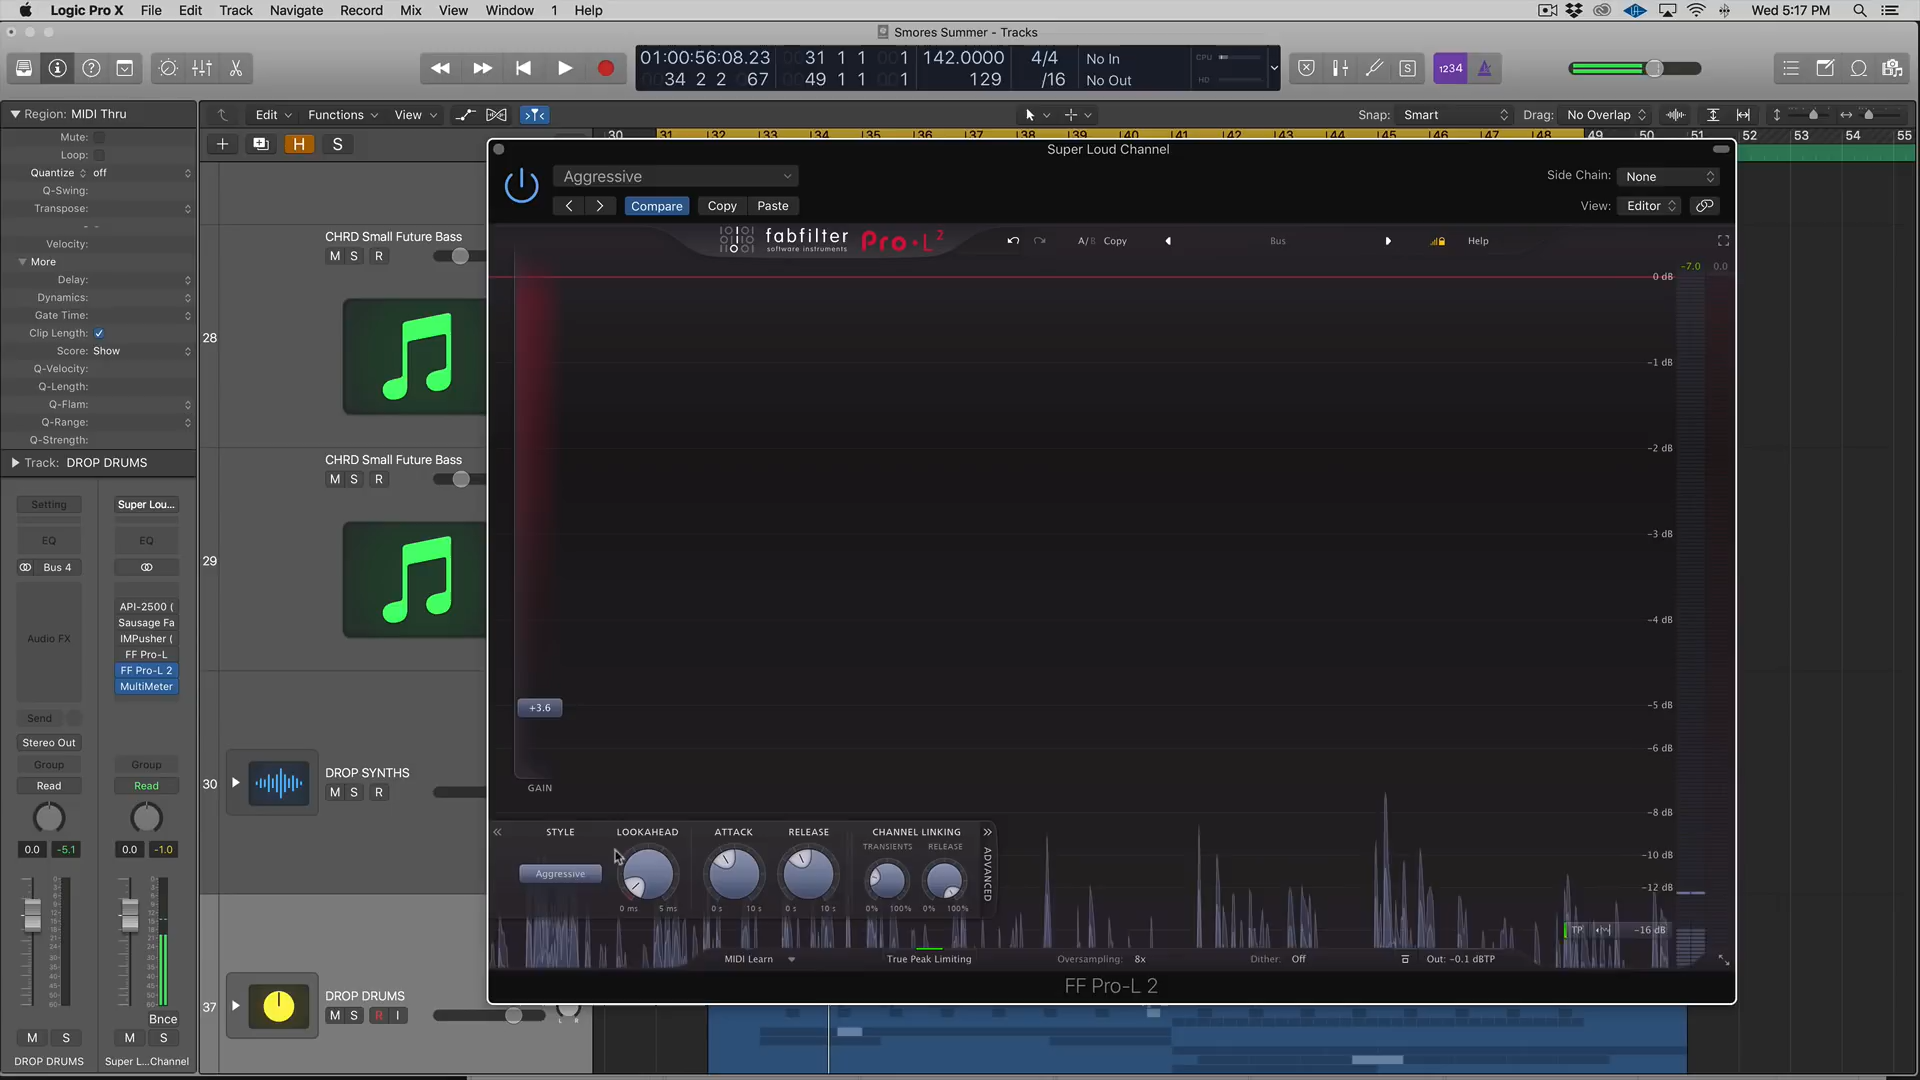 Logic Pro X File Edit Track Navigate Record Mix View Window 1 Help Wed 5:17 PM
Smores Summer - Tracks
01:00:56:08.23 31 1 1 1 142.0000 4/4 No In CPU
34 2 2 67 49 1 1 1 129 /16 No Out HD
1234
Region: MIDI Thru
Edit Functions View Snap: Smart Drag: No Overlap
Mute:
Loop:
Quantize off
Q-Swing:
Transpose:
Velocity:
More
Delay:
Dynamics:
Gate Time:
Clip Length:
Score: Show
Q-Velocity:
Q-Length:
Q-Flam:
Q-Range:
Q-Strength:
Track: DROP DRUMS
H S
30 31 32 33 34 35 36 37 38 39 40 41 42 43 44 45 46 47 48 49 50 51 52 53 54 55
CHRD Small Future Bass
M S R
28
CHRD Small Future Bass
M S R
29
DROP SYNTHS
M S R
30
DROP DRUMS
M S R I
37
L R
Setting Super Lou...
EQ EQ
Bus 4
Audio FX
API-2500 (
Sausage Fa
IMPusher (
FF Pro-L
FF Pro-L 2
MultiMeter
Send
Stereo Out
Group Group
Read Read
0.0 -5.1 0.0 -1.0
Bnce
M S M S
DROP DRUMS Super L...Channel
Super Loud Channel
Aggressive
Side Chain: None
Compare Copy Paste
View: Editor
fabfilter
software instruments
Pro·L 2
A/B Copy Bus Help
-7.0 0.0
0 dB
-1 dB
-2 dB
-3 dB
-4 dB
-5 dB
-6 dB
-8 dB
-10 dB
-12 dB
-16 dB
+3.6
GAIN
STYLE LOOKAHEAD ATTACK RELEASE CHANNEL LINKING
TRANSIENTS RELEASE
Aggressive
0 ms 5 ms 0 s 10 s 0 s 10 s 0% 100% 0% 100%
ADVANCED
TP
MIDI Learn True Peak Limiting Oversampling: 8x Dither: Off Out: -0.1 dBTP
FF Pro-L 2